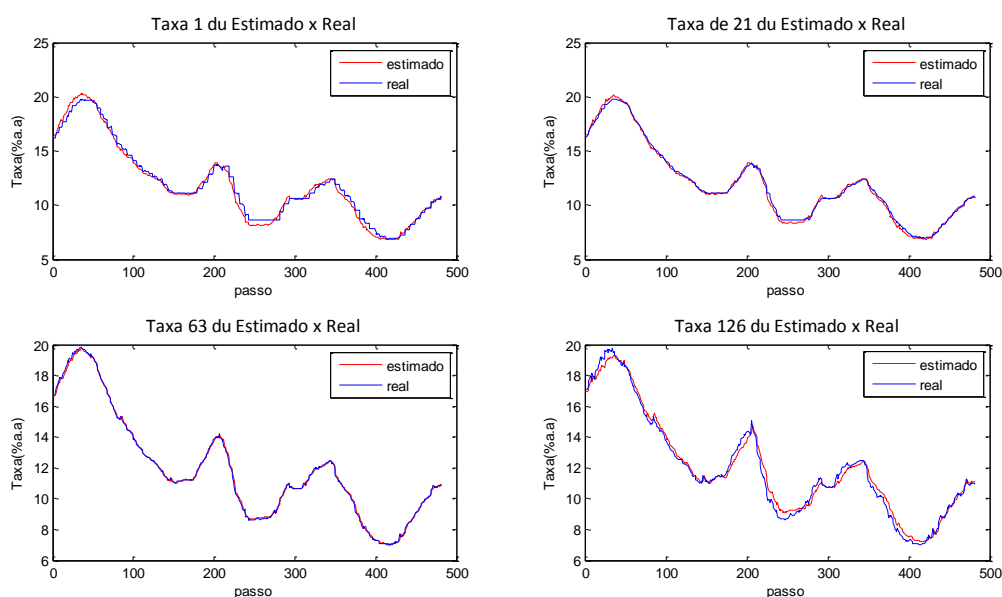 Taxa 1 du Estimado x Real
25
20
15
10
5
Taxa(%a.a)
0 100 200 300 400 500
passo
estimado
real
Taxa de 21 du Estimado x Real
25
20
15
10
5
Taxa(%a.a)
0 100 200 300 400 500
passo
estimado
real
Taxa 63 du Estimado x Real
20
18
16
14
12
10
8
6
Taxa(%a.a)
0 100 200 300 400 500
passo
estimado
real
Taxa 126 du Estimado x Real
20
18
16
14
12
10
8
6
Taxa(%a.a)
0 100 200 300 400 500
passo
estimado
real